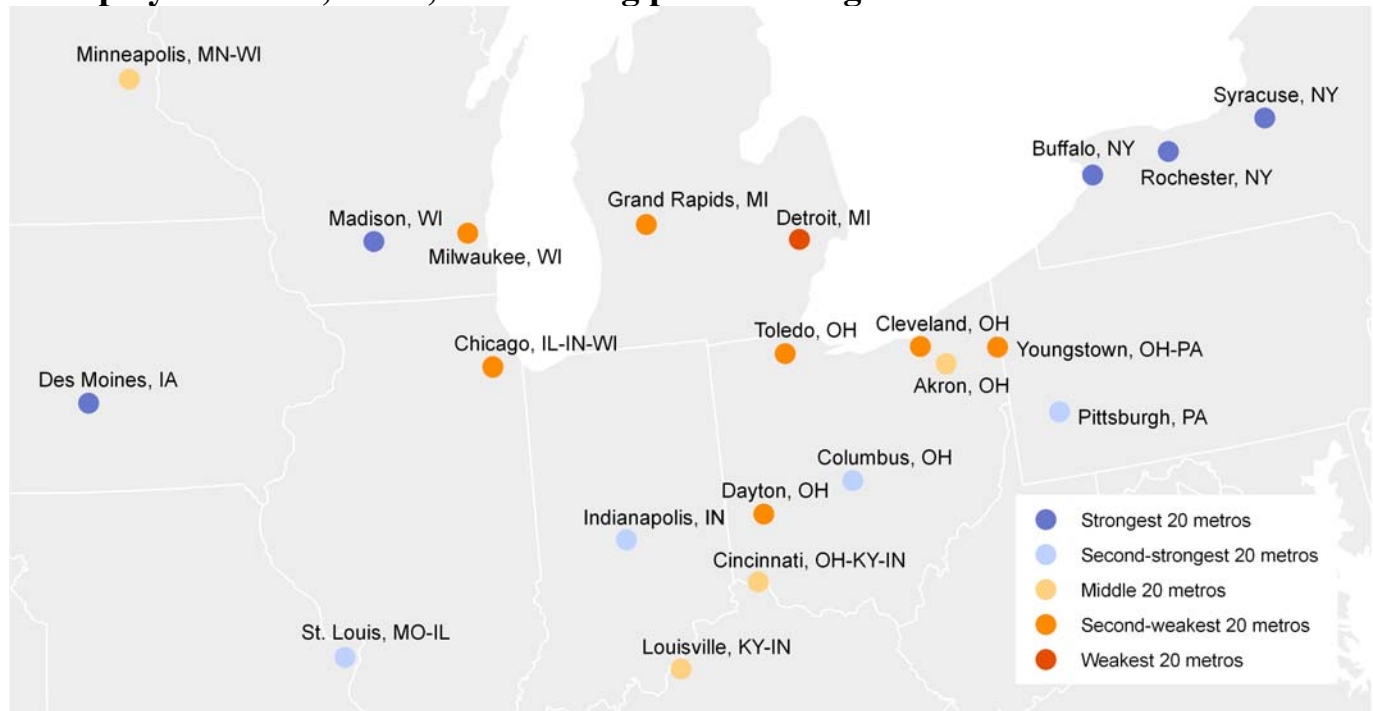 Minneapolis, MN-WI
Syracuse, NY
Buffalo, NY
Rochester, NY
Grand Rapids, MI
Madison, WI
Detroit, MI
Milwaukee, WI
Toledo, OH
Cleveland, OH
Chicago, IL-IN-WI
Youngstown, OH-PA
Des Moines, IA
Akron, OH
Pittsburgh, PA
Columbus, OH
Dayton, OH
Indianapolis, IN
Cincinnati, OH-KY-IN
St. Louis, MO-IL
Louisville, KY-IN
Strongest 20 metros
Second-strongest 20 metros
Middle 20 metros
Second-weakest 20 metros
Weakest 20 metros